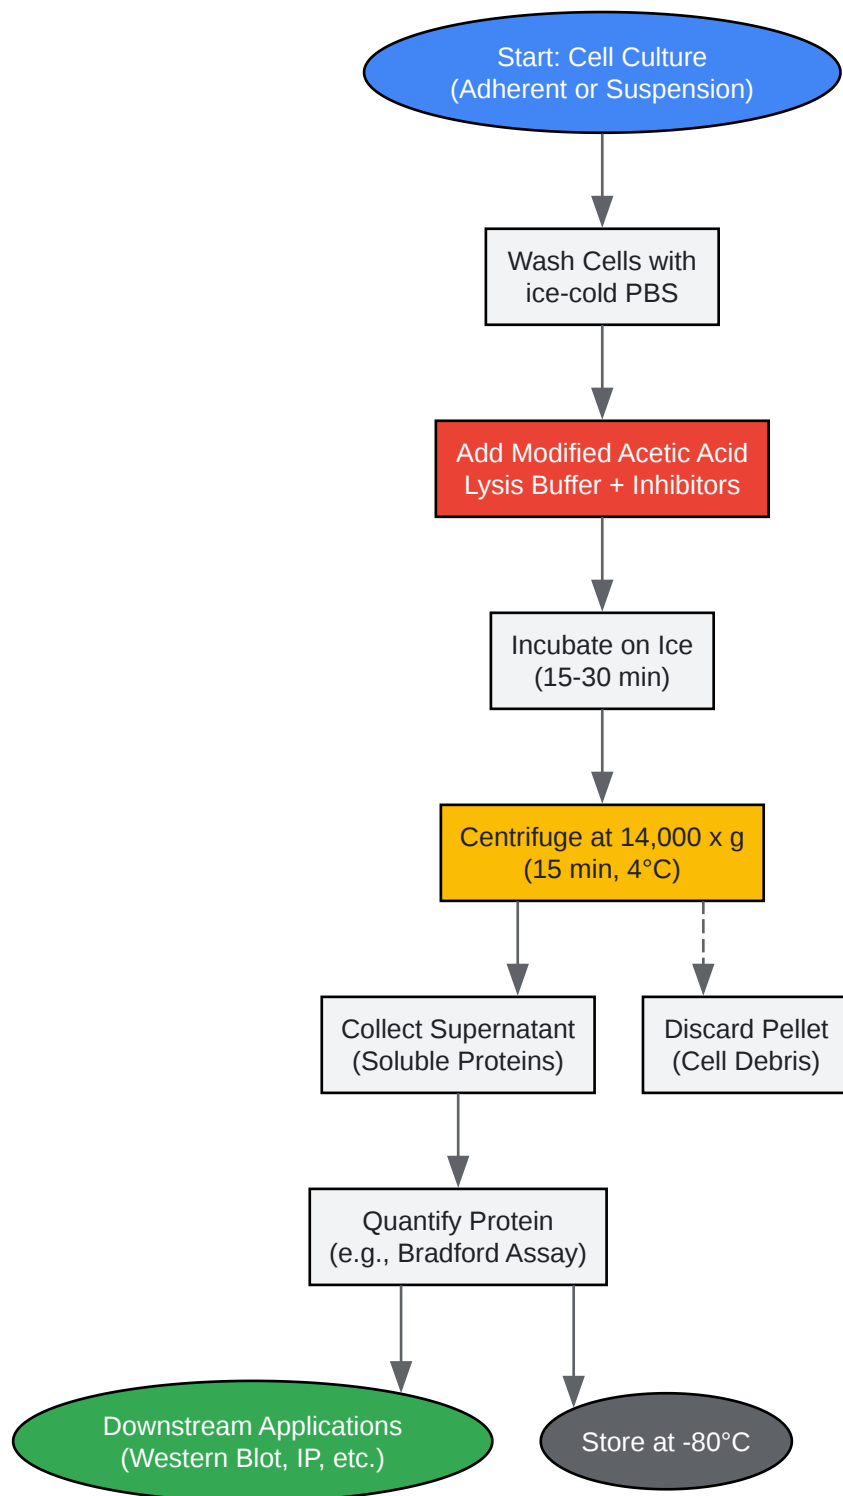 Start: Cell Culture
(Adherent or Suspension)
Wash Cells with
ice-cold PBS
Add Modified Acetic Acid
Lysis Buffer + Inhibitors
Incubate on Ice
(15-30 min)
Centrifuge at 14,000 x g
(15 min, 4°C)
Collect Supernatant
(Soluble Proteins)
Discard Pellet
(Cell Debris)
Quantify Protein
(e.g., Bradford Assay)
Downstream Applications
(Western Blot, IP, etc.)
Store at -80°C